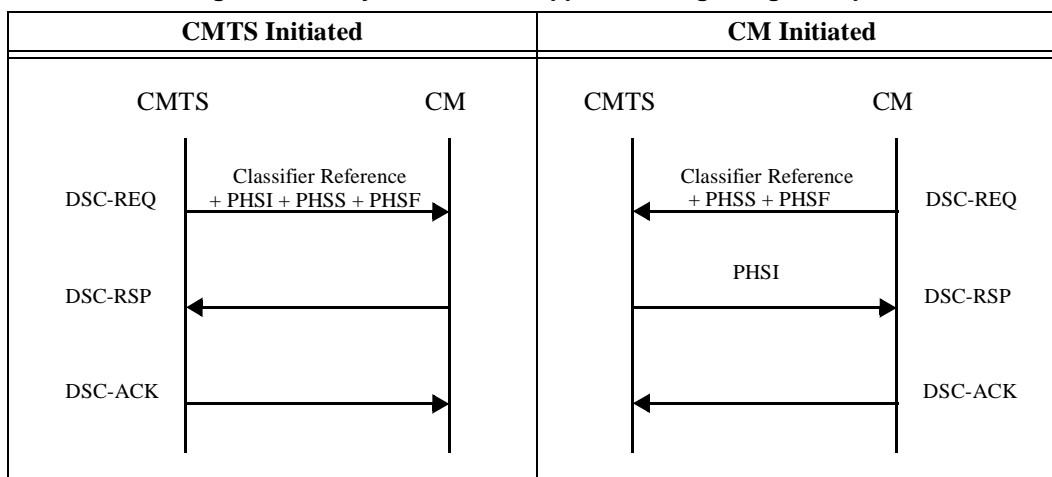 CMTS Initiated
CM Initiated
CMTS
CM
DSC-REQ
Classifier Reference
+ PHSI + PHSS + PHSF
DSC-RSP
DSC-ACK
CMTS
CM
Classifier Reference
+ PHSS + PHSF
DSC-REQ
PHSI
DSC-RSP
DSC-ACK